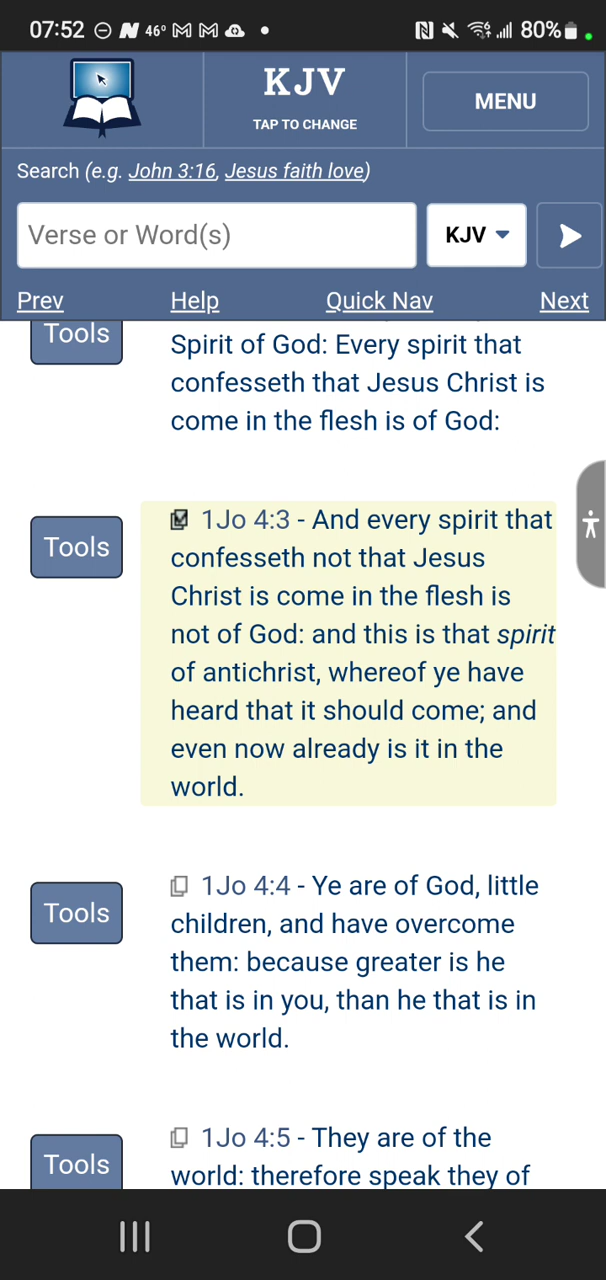 07:52 46° 80%
KJV
TAP TO CHANGE
MENU
Search (e.g. John 3:16, Jesus faith love)
Verse or Word(s)
KJV
Prev Help Quick Nav Next
Tools
Spirit of God: Every spirit that
confesseth that Jesus Christ is
come in the flesh is of God:
Tools
1Jo 4:3 - And every spirit that
confesseth not that Jesus
Christ is come in the flesh is
not of God: and this is that spirit
of antichrist, whereof ye have
heard that it should come; and
even now already is it in the
world.
Tools
1Jo 4:4 - Ye are of God, little
children, and have overcome
them: because greater is he
that is in you, than he that is in
the world.
Tools
1Jo 4:5 - They are of the
world: therefore speak they of